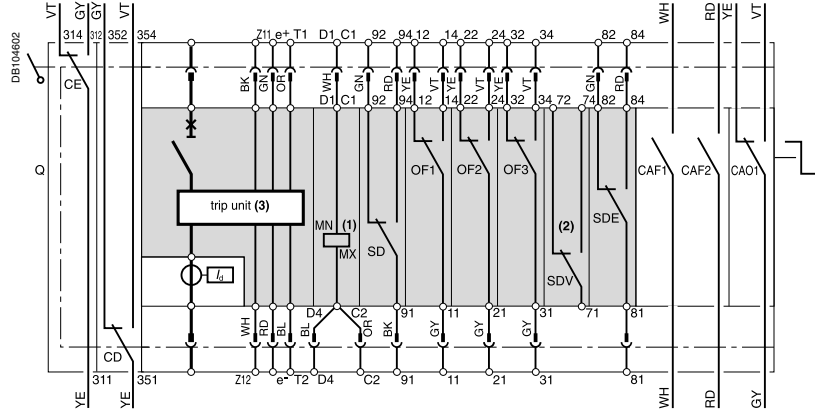 VT GY GY VT WH RD YE VT
314 312 352 354 Z11 e+ T1 D1 C1 92 94 12 14 22 24 32 34 82 84
DB104602
CE
BK GN OR WH GN RD YE VT YE VT YE VT GN RD
D1 C1 92 94 12 14 22 24 32 34 72 74 82 84
Q
OF1 OF2 OF3 CAF1 CAF2 CAO1
trip unit (3)
MN (1)
MX
SD
(2)
SDE
SDV
Id
D4 C2 91 11 21 31 71 81
WH RD BL BL OR BK GY GY GY
CD
311 351 Z12 e- T2 D4 C2 91 11 21 31 81
YE YE WH RD GY